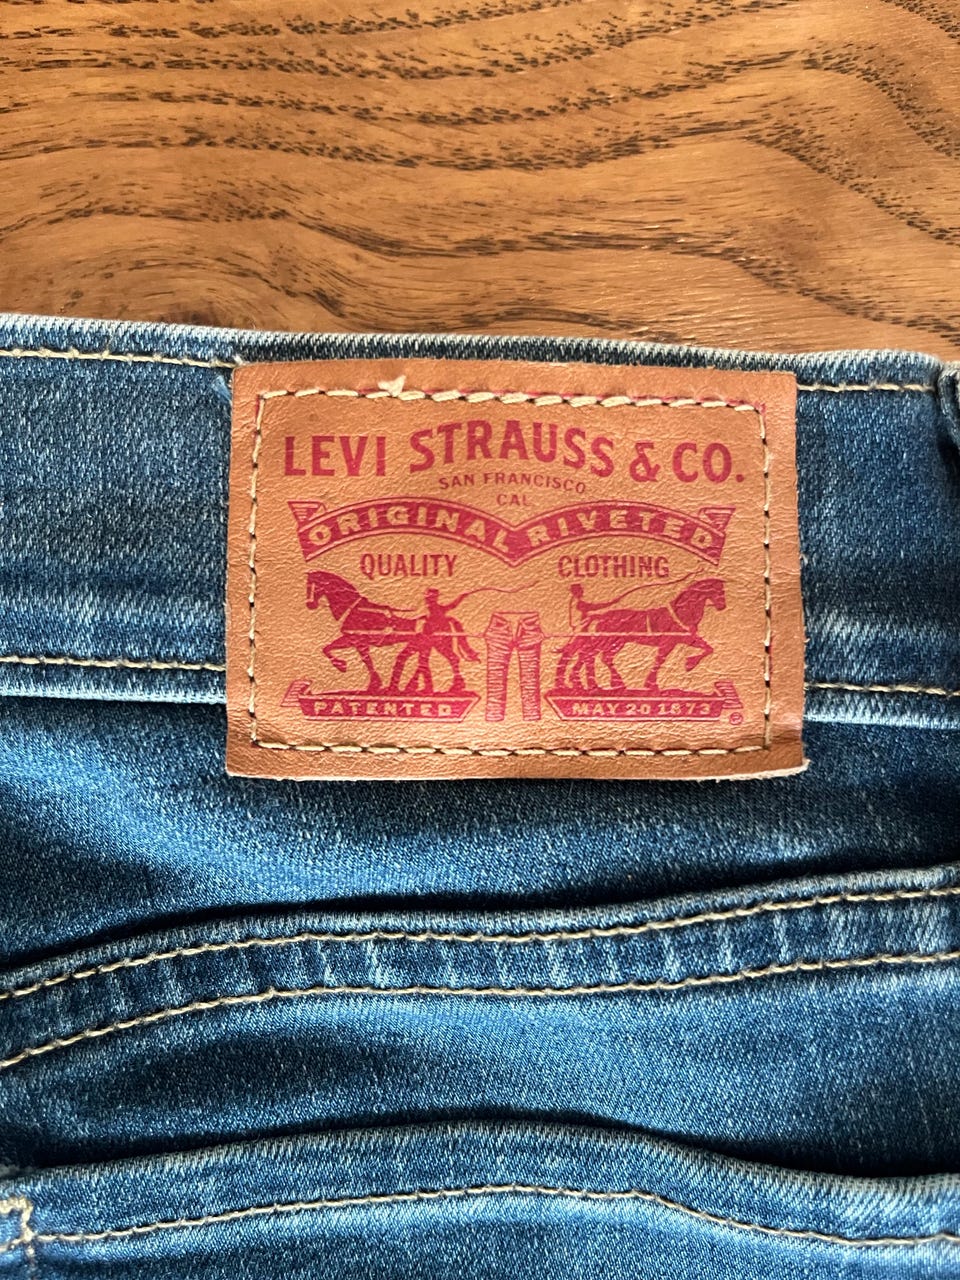 LEVI STRAUSS & CO.
SAN FRANCISCO
CAL
ORIGINAL RIVETED
QUALITY CLOTHING
PATENTED MAY 20 1873